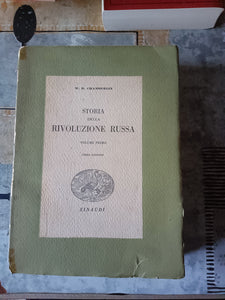 W. H. CHAMBERLIN
STORIA
DELLA
RIVOLUZIONE RUSSA
VOLUME PRIMO
EINAUDI